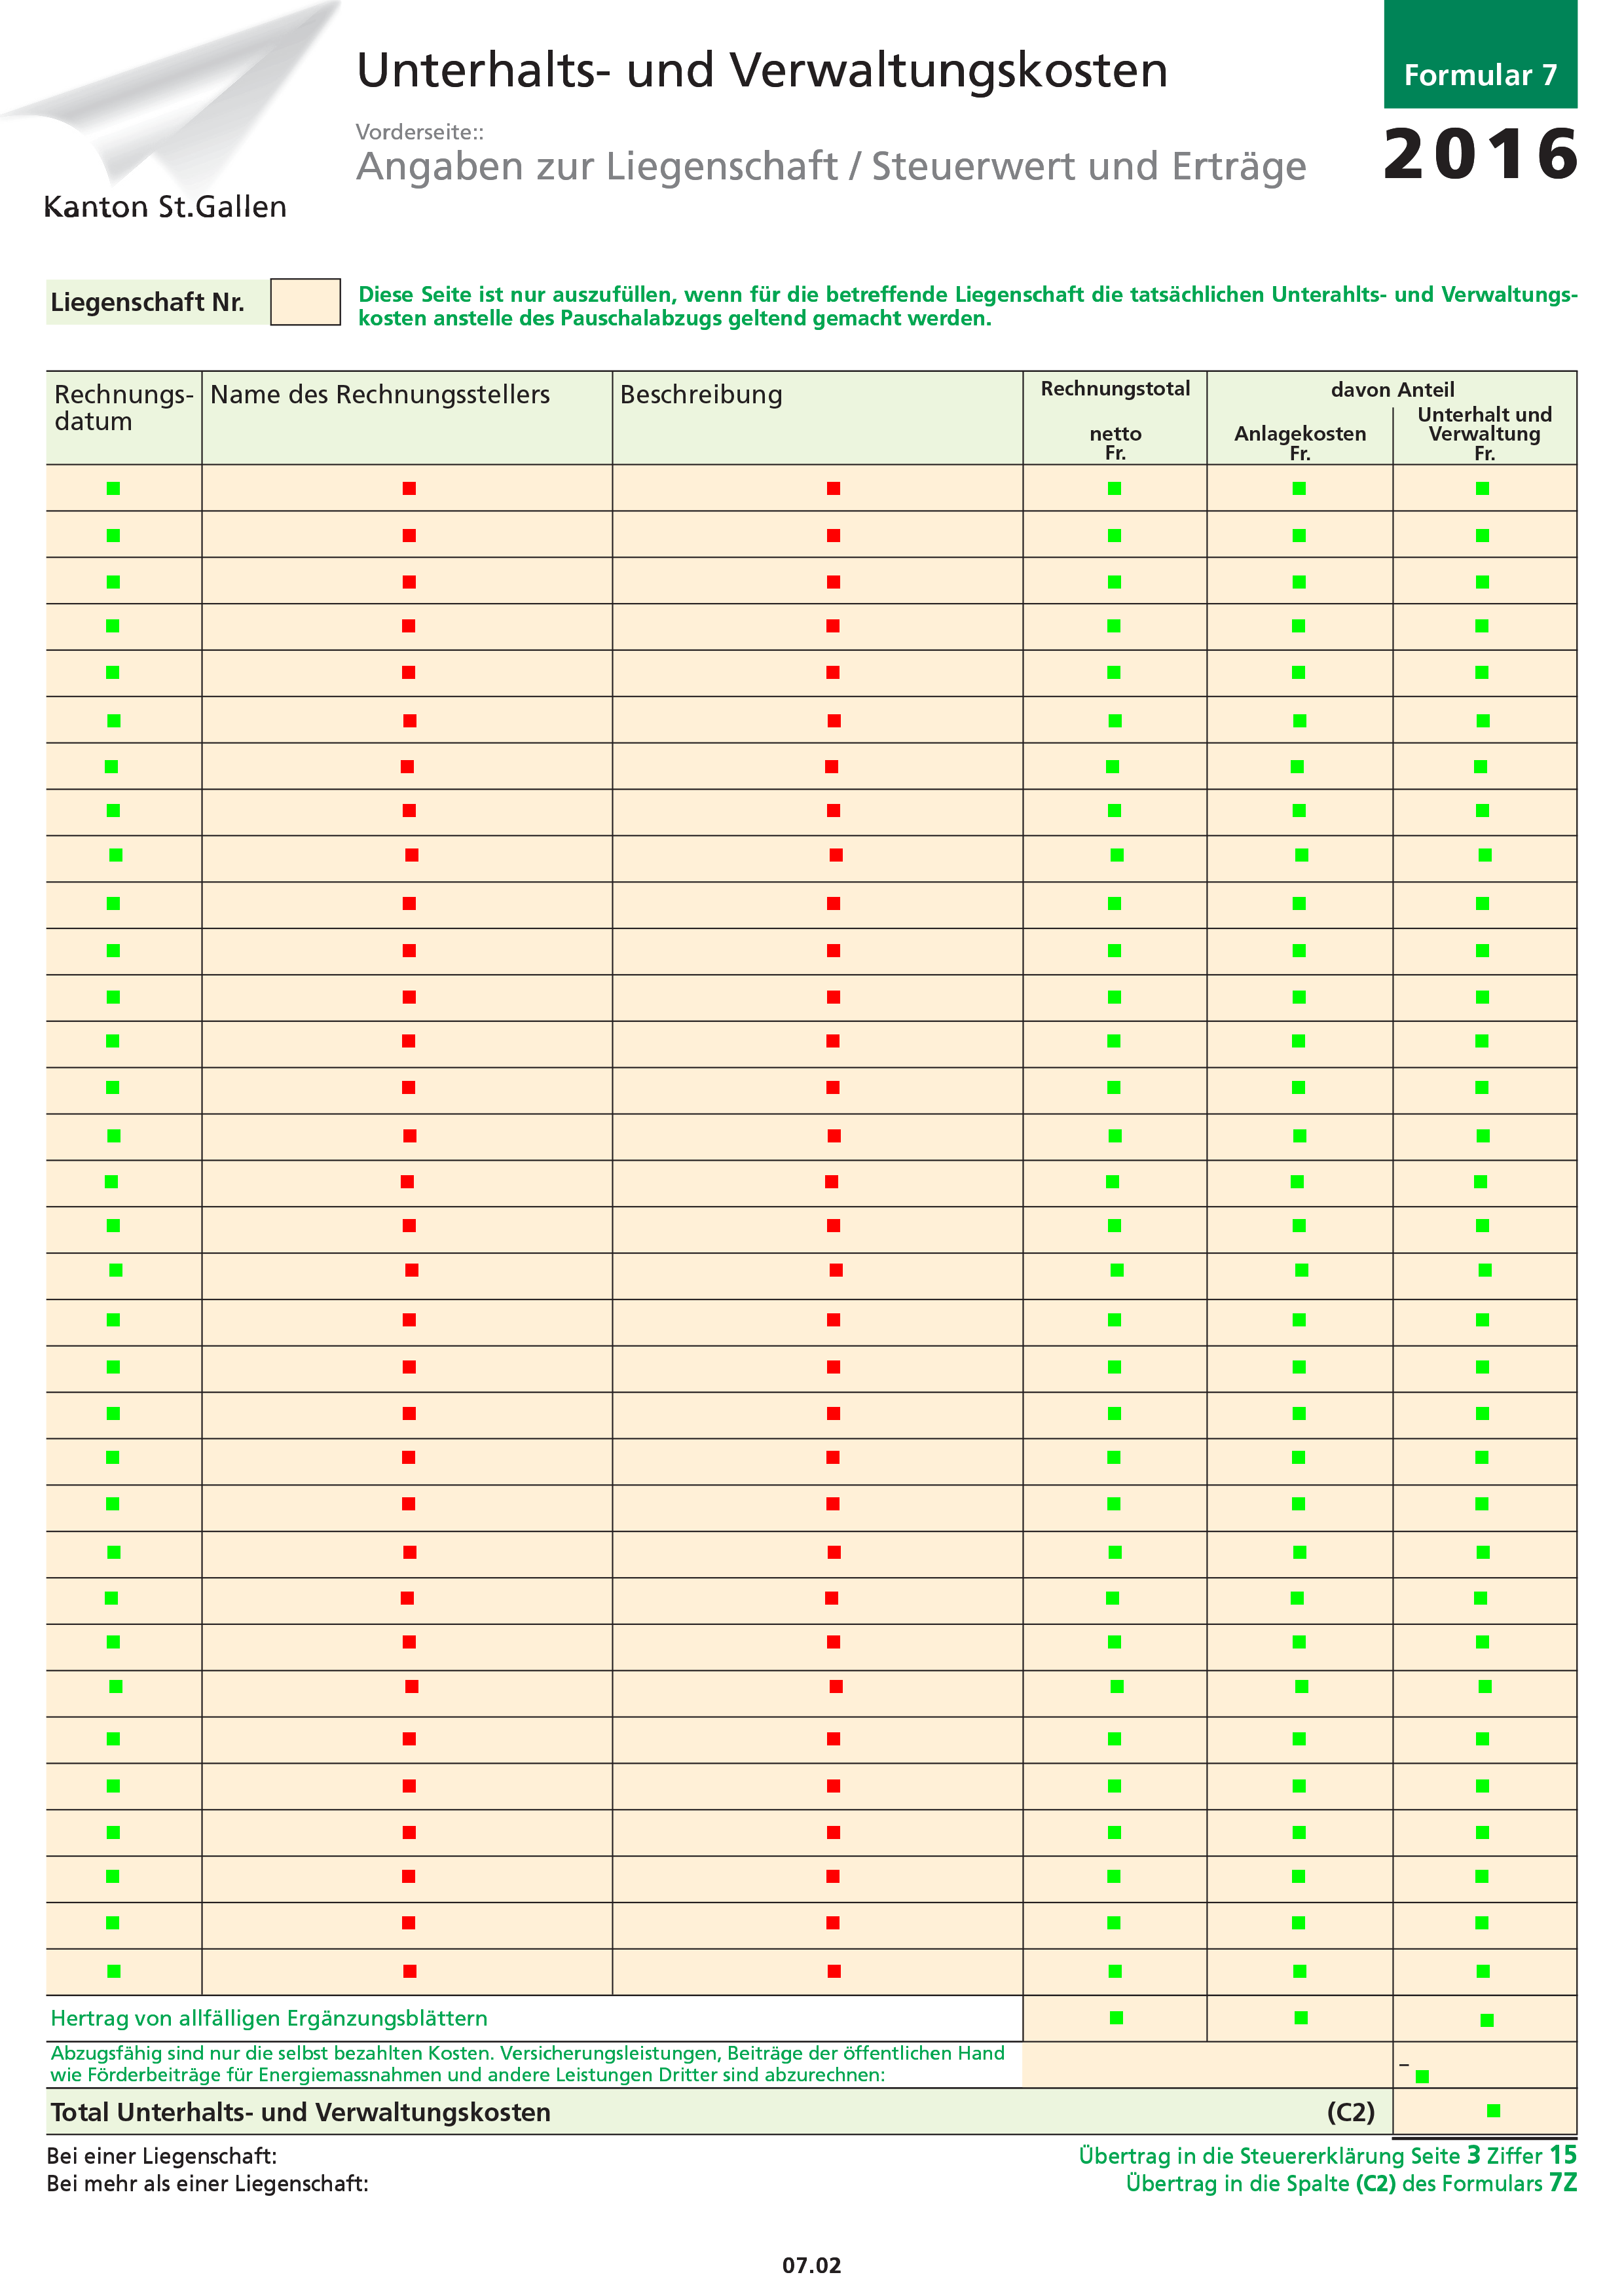 Unterhalts- und Verwaltungskosten
Formular 7
Vorderseite::
Angaben zur Liegenschaft / Steuerwert und Erträge
2016
Kanton St.Gallen
Liegenschaft Nr.
Diese Seite ist nur auszufüllen, wenn für die betreffende Liegenschaft die tatsächlichen Unterahlts- und Verwaltungs-
kosten anstelle des Pauschalabzugs geltend gemacht werden.
Rechnungs-
datum
Name des Rechnungsstellers
Beschreibung
Rechnungstotal
netto
Fr.
davon Anteil
Anlagekosten
Fr.
Unterhalt und
Verwaltung
Fr.
Hertrag von allfälligen Ergänzungsblättern
Abzugsfähig sind nur die selbst bezahlten Kosten. Versicherungsleistungen, Beiträge der öffentlichen Hand
wie Förderbeiträge für Energiemassnahmen und andere Leistungen Dritter sind abzurechnen:
–
Total Unterhalts- und Verwaltungskosten (C2)
Bei einer Liegenschaft: Übertrag in die Steuererklärung Seite 3 Ziffer 15
Bei mehr als einer Liegenschaft: Übertrag in die Spalte (C2) des Formulars 7Z
07.02